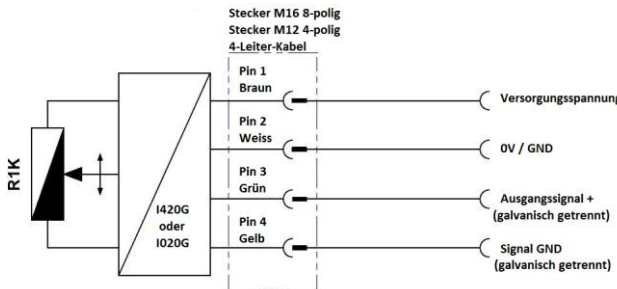 Stecker M16 8-polig
Stecker M12 4-polig
4-Leiter-Kabel
Pin 1
Braun
Versorgungsspannung
Pin 2
Weiss
0V / GND
Pin 3
Grün
Ausgangssignal +
(galvanisch getrennt)
Pin 4
Gelb
Signal GND
(galvanisch getrennt)
R1K
I420G
oder
I020G